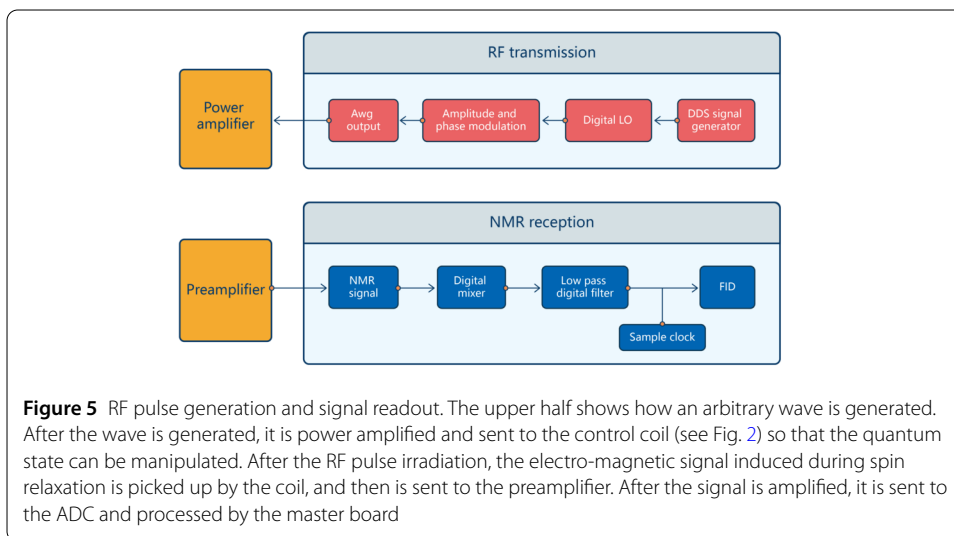 RF transmission
Power
amplifier
Awg
output
Amplitude and
phase modulation
Digital LO
DDS signal
generator
NMR reception
Preamplifier
NMR
signal
Digital
mixer
Low pass
digital filter
FID
Sample clock
Figure 5 RF pulse generation and signal readout. The upper half shows how an arbitrary wave is generated.
After the wave is generated, it is power amplified and sent to the control coil (see Fig. 2) so that the quantum
state can be manipulated. After the RF pulse irradiation, the electro-magnetic signal induced during spin
relaxation is picked up by the coil, and then is sent to the preamplifier. After the signal is amplified, it is sent to
the ADC and processed by the master board